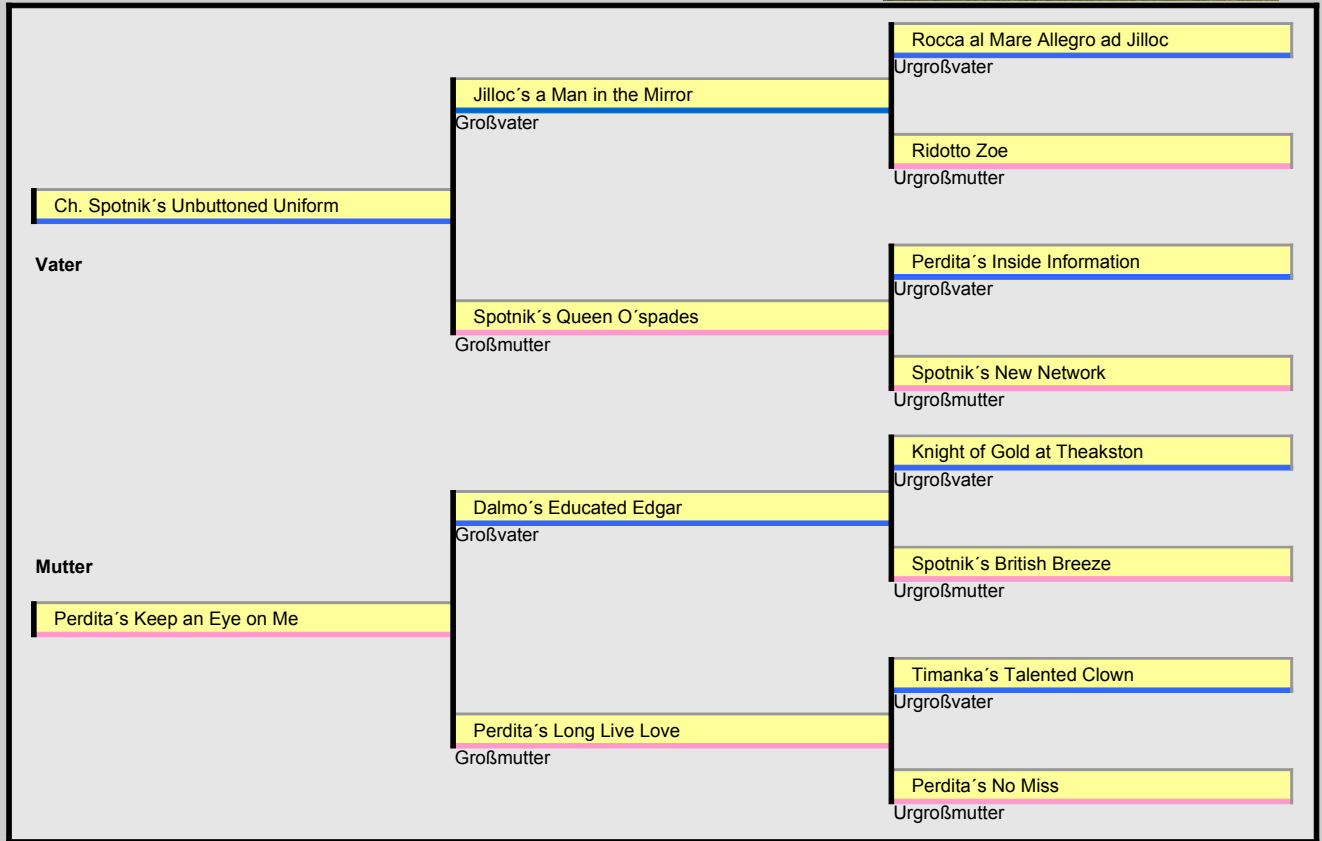 Rocca al Mare Allegro ad Jilloc
Urgroßvater
Jilloc´s a Man in the Mirror
Großvater
Ridotto Zoe
Urgroßmutter
Ch. Spotnik´s Unbuttoned Uniform
Vater
Perdita´s Inside Information
Urgroßvater
Spotnik´s Queen O´spades
Großmutter
Spotnik´s New Network
Urgroßmutter
Knight of Gold at Theakston
Urgroßvater
Dalmo´s Educated Edgar
Großvater
Mutter
Spotnik´s British Breeze
Urgroßmutter
Perdita´s Keep an Eye on Me
Timanka´s Talented Clown
Urgroßvater
Perdita´s Long Live Love
Großmutter
Perdita´s No Miss
Urgroßmutter